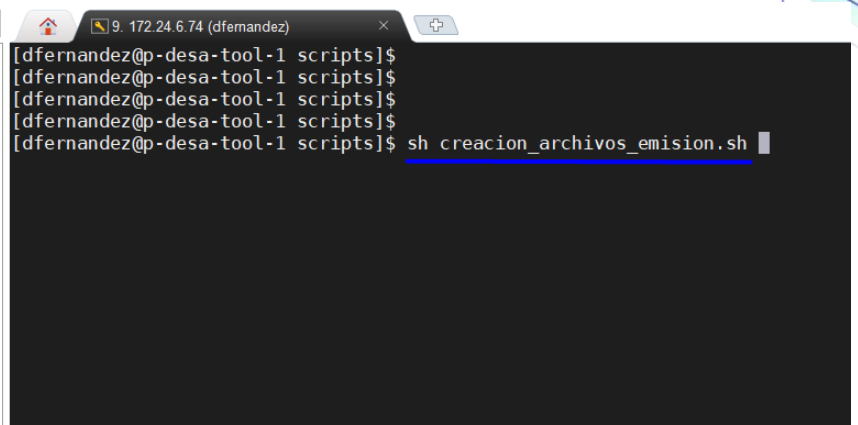 9. 172.24.6.74 (dfernandez)
[dfernandez@p-desa-tool-1 scripts]$
[dfernandez@p-desa-tool-1 scripts]$
[dfernandez@p-desa-tool-1 scripts]$
[dfernandez@p-desa-tool-1 scripts]$
[dfernandez@p-desa-tool-1 scripts]$ sh creacion_archivos_emision.sh